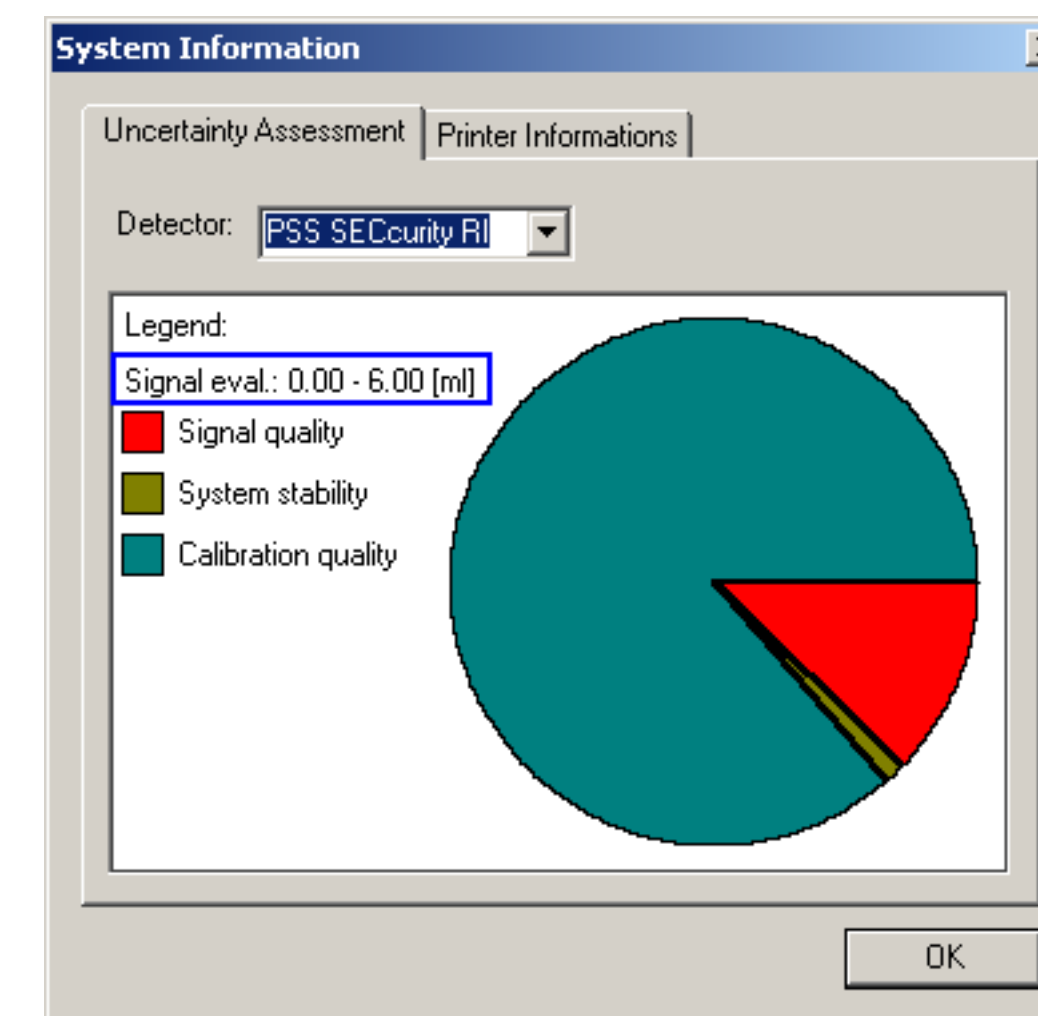 System Information
Uncertainty Assessment
Printer Informations
Detector:
PSS SECcurity RI
Legend:
Signal eval.: 0.00 - 6.00 [ml]
Signal quality
System stability
Calibration quality
OK